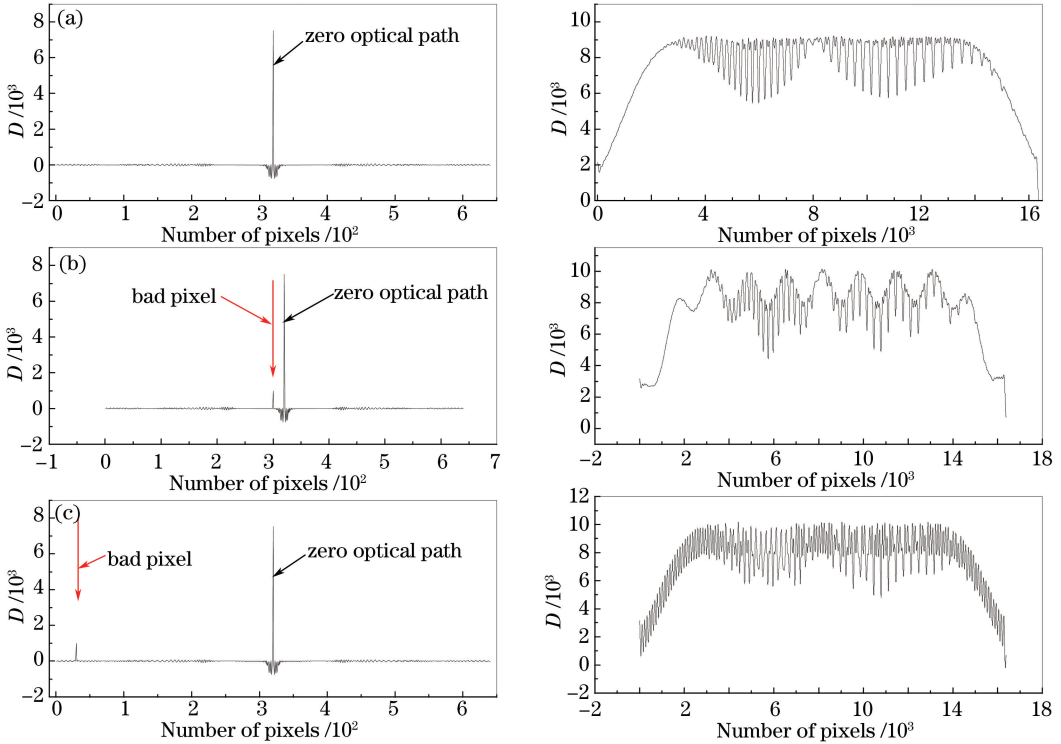 (a)
zero optical path
8
6
4
2
0
−2
D /10³
0 1 2 3 4 5 6
Number of pixels /10²
10
8
6
4
2
0
D /10³
0 4 8 12 16
Number of pixels /10³
(b)
bad pixel
zero optical path
8
6
4
2
0
−2
D /10³
−1 0 1 2 3 4 5 6 7
Number of pixels /10²
10
8
6
4
2
0
D /10³
−2 2 6 10 14 18
Number of pixels /10³
(c)
bad pixel
zero optical path
8
6
4
2
0
−2
D /10³
0 1 2 3 4 5 6
Number of pixels /10²
12
10
8
6
4
2
0
−2
D /10³
−2 2 6 10 14 18
Number of pixels /10³